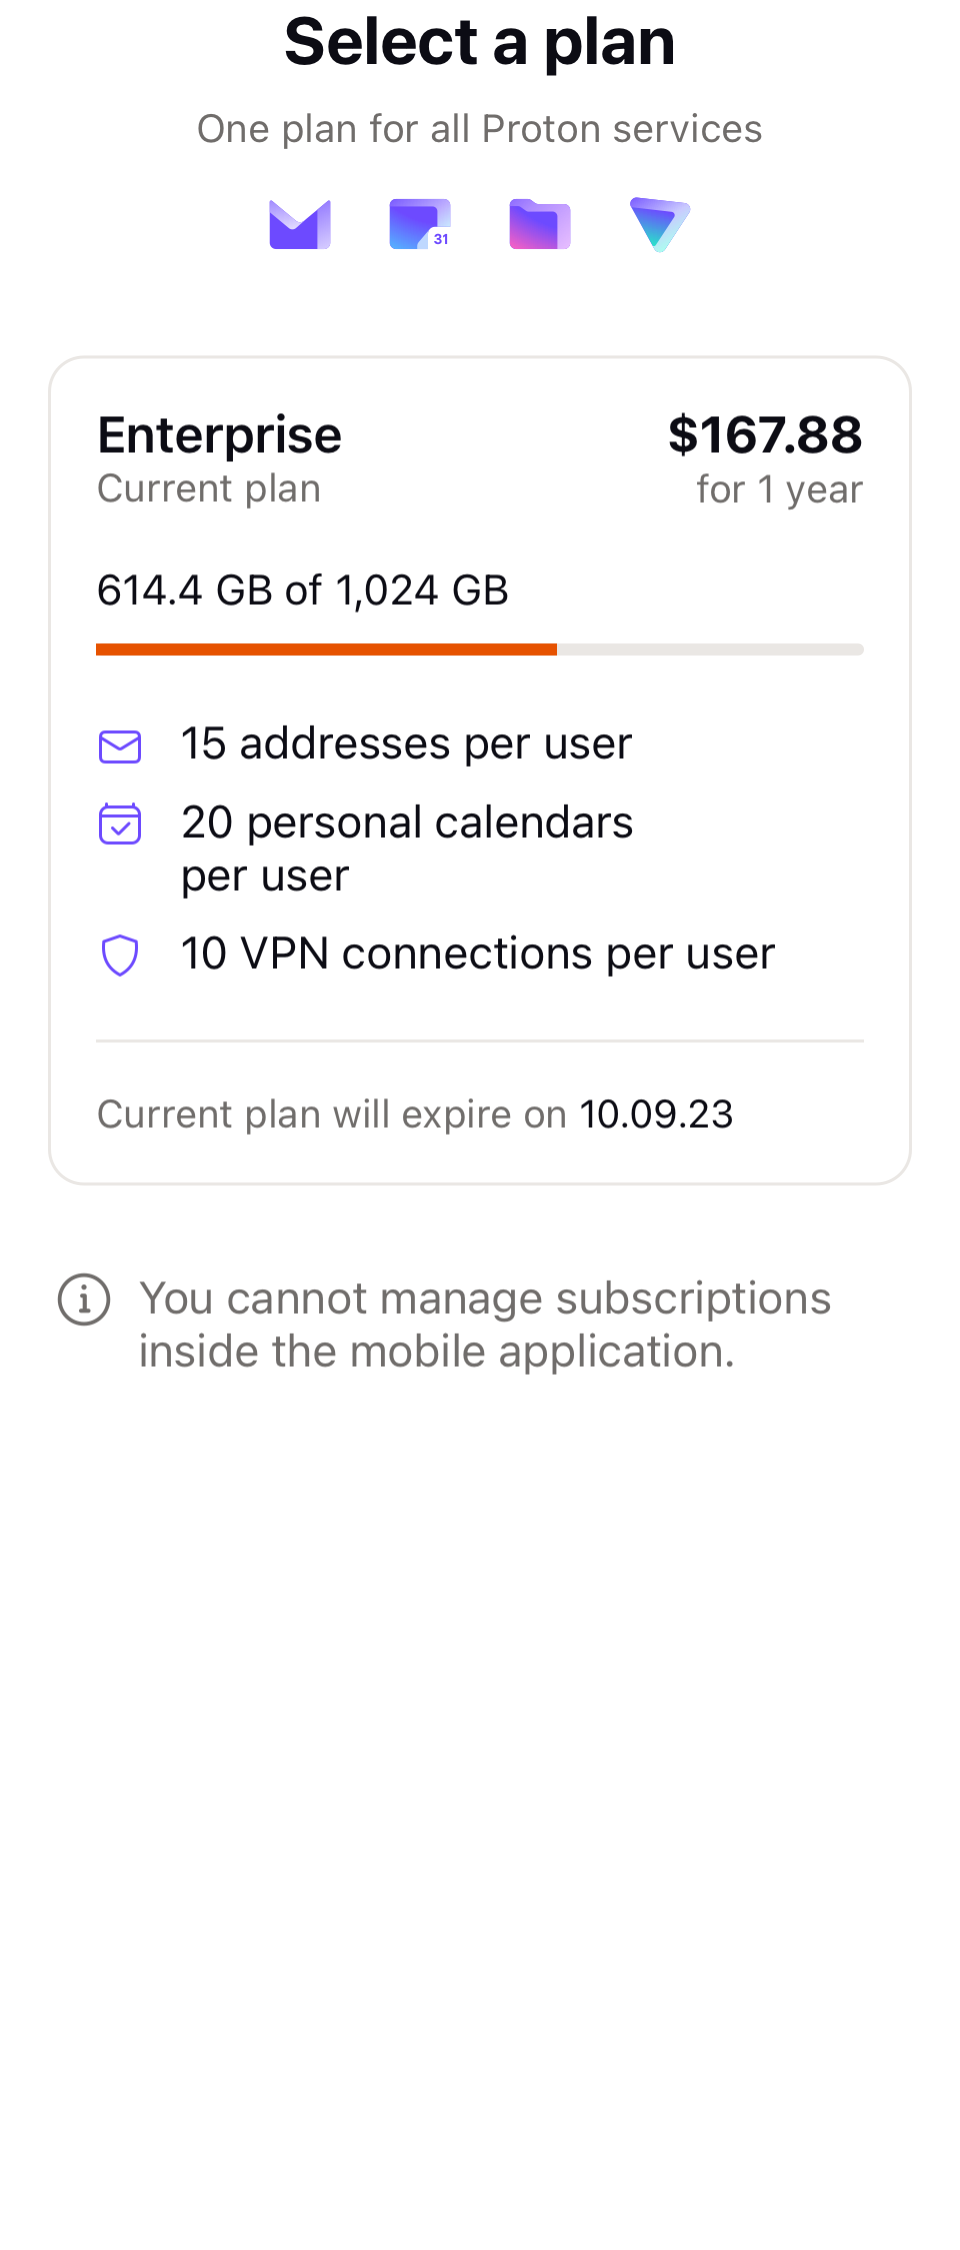 Select a plan
One plan for all Proton services
31
Enterprise
$167.88
Current plan
for 1 year
614.4 GB of 1,024 GB
15 addresses per user
20 personal calendars
per user
10 VPN connections per user
Current plan will expire on 10.09.23
You cannot manage subscriptions
inside the mobile application.